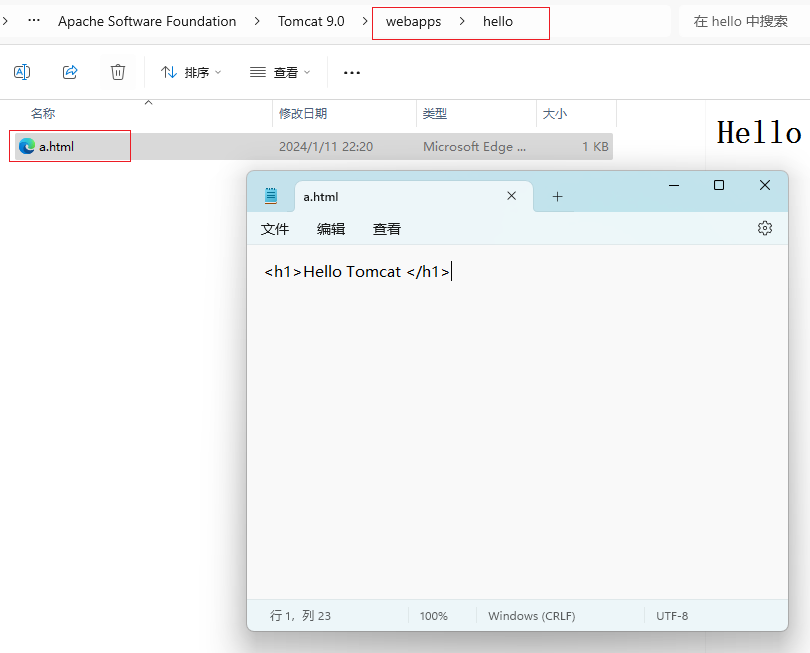 Apache Software Foundation > Tomcat 9.0 > webapps > hello 在 hello 中搜索
排序 查看
名称 修改日期 类型 大小
a.html 2024/1/11 22:20 Microsoft Edge ... 1 KB
Hello
a.html
文件 编辑 查看
<h1>Hello Tomcat </h1>
行 1，列 23 100% Windows (CRLF) UTF-8